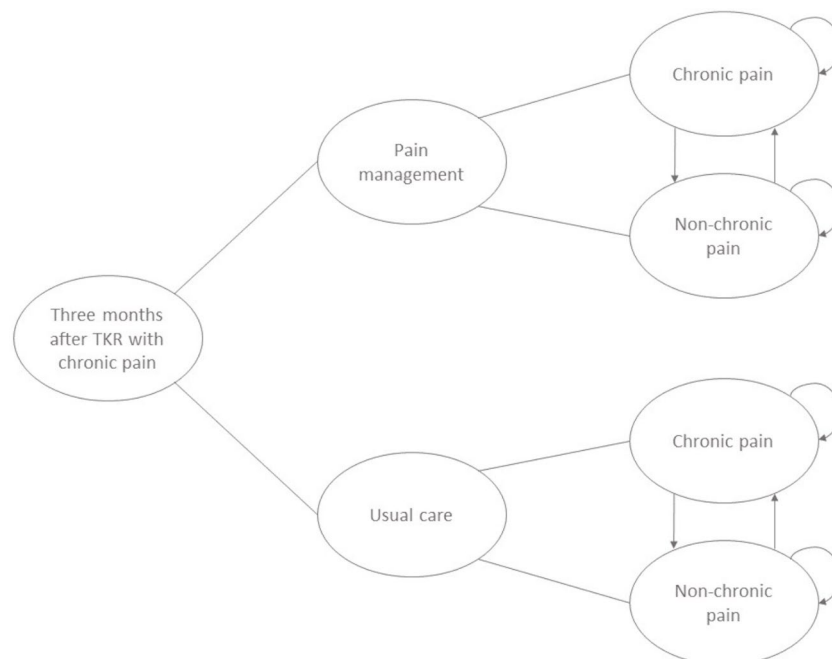 Chronic pain
Pain
management
Non-chronic
pain
Three months
after TKR with
chronic pain
Chronic pain
Usual care
Non-chronic
pain